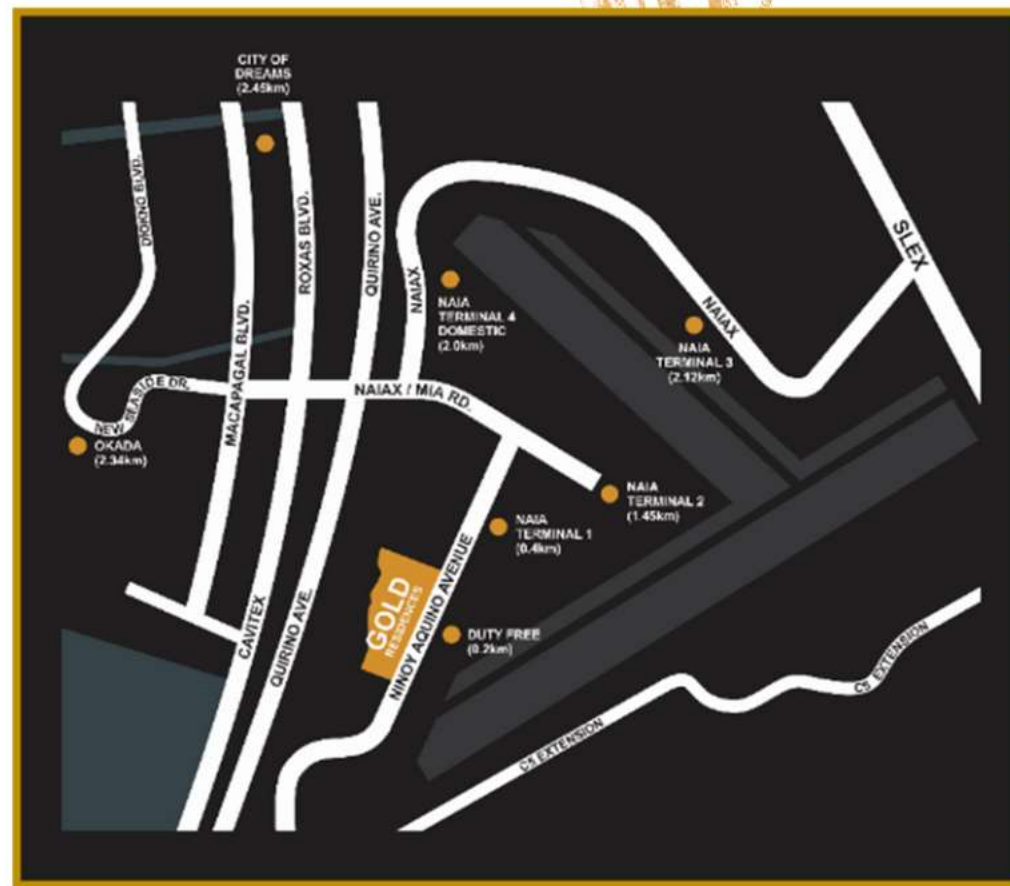 CITY OF
DREAMS
(2.45km)
DIOKNO BLVD.
MACAPAGAL BLVD.
ROXAS BLVD.
QUIRINO AVE.
NAIAX
NAIA
TERMINAL 4
DOMESTIC
(2.0km)
NAIAX
SLEX
NAIA
TERMINAL 3
(2.12km)
NEW SEASIDE DR.
NAIAX / MIA RD.
OKADA
(2.34km)
NAIA
TERMINAL 2
(1.45km)
NAIA
TERMINAL 1
(0.4km)
GOLD
RESIDENCES
NINOY AQUINO AVENUE
DUTY FREE
(0.2km)
CAVITEX
QUIRINO AVE.
C5 EXTENSION
C5 EXTENSION